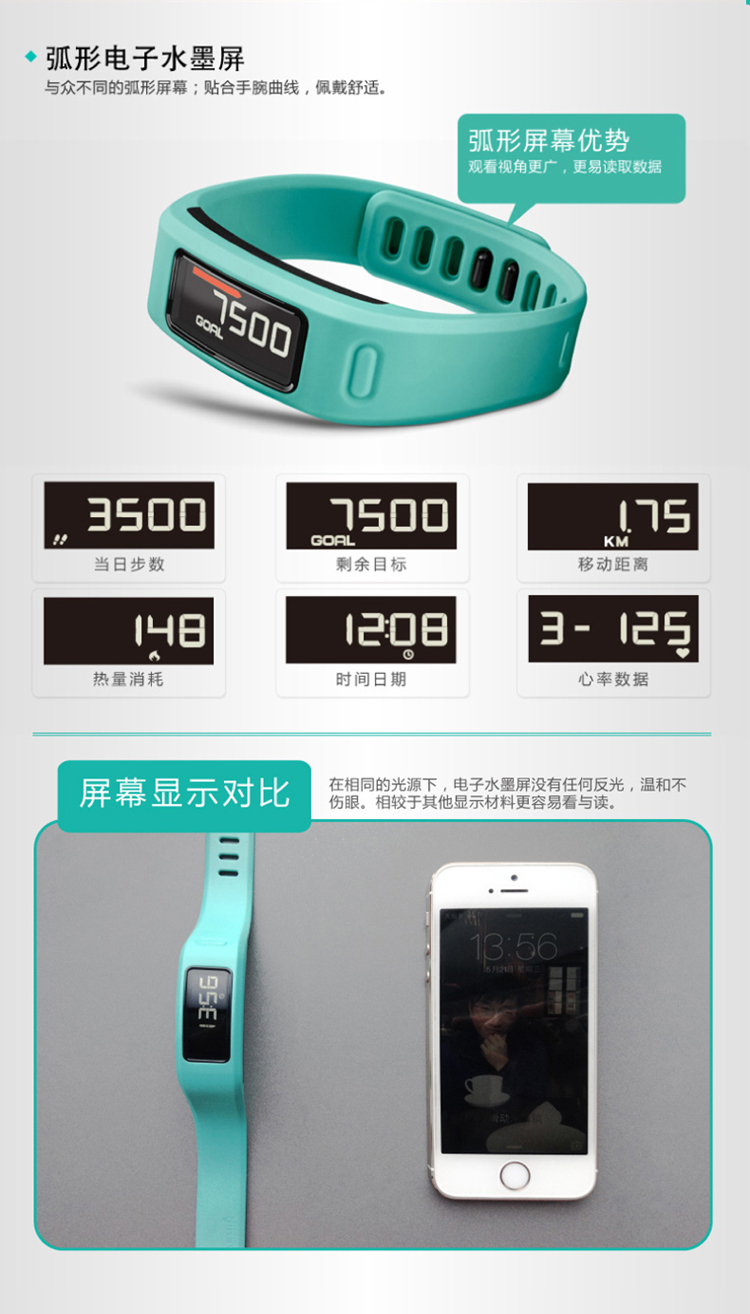 弧形电子水墨屏
与众不同的弧形屏幕；贴合手腕曲线，佩戴舒适。
弧形屏幕优势
观看视角更广，更易读取数据
7500
GOAL
3500
当日步数
7500
GOAL
剩余目标
1.75
KM
移动距离
148
热量消耗
12:08
时间日期
3- 125
心率数据
屏幕显示对比
在相同的光源下，电子水墨屏没有任何反光，温和不
伤眼。相较于其他显示材料更容易看与读。
13:56